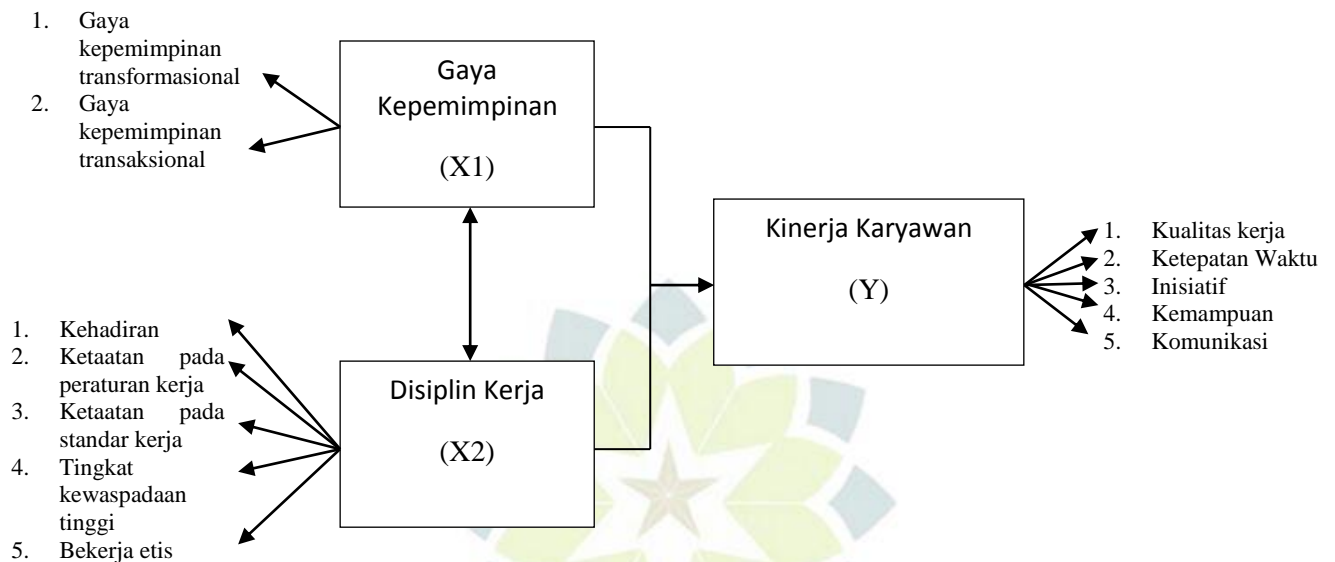 1. Gaya
kepemimpinan
transformasional
2. Gaya
kepemimpinan
transaksional
Gaya
Kepemimpinan
(X1)
Kinerja Karyawan
(Y)
1. Kualitas kerja
2. Ketepatan Waktu
3. Inisiatif
4. Kemampuan
5. Komunikasi
1. Kehadiran
2. Ketaatan pada
peraturan kerja
3. Ketaatan pada
standar kerja
4. Tingkat
kewaspadaan
tinggi
5. Bekerja etis
Disiplin Kerja
(X2)